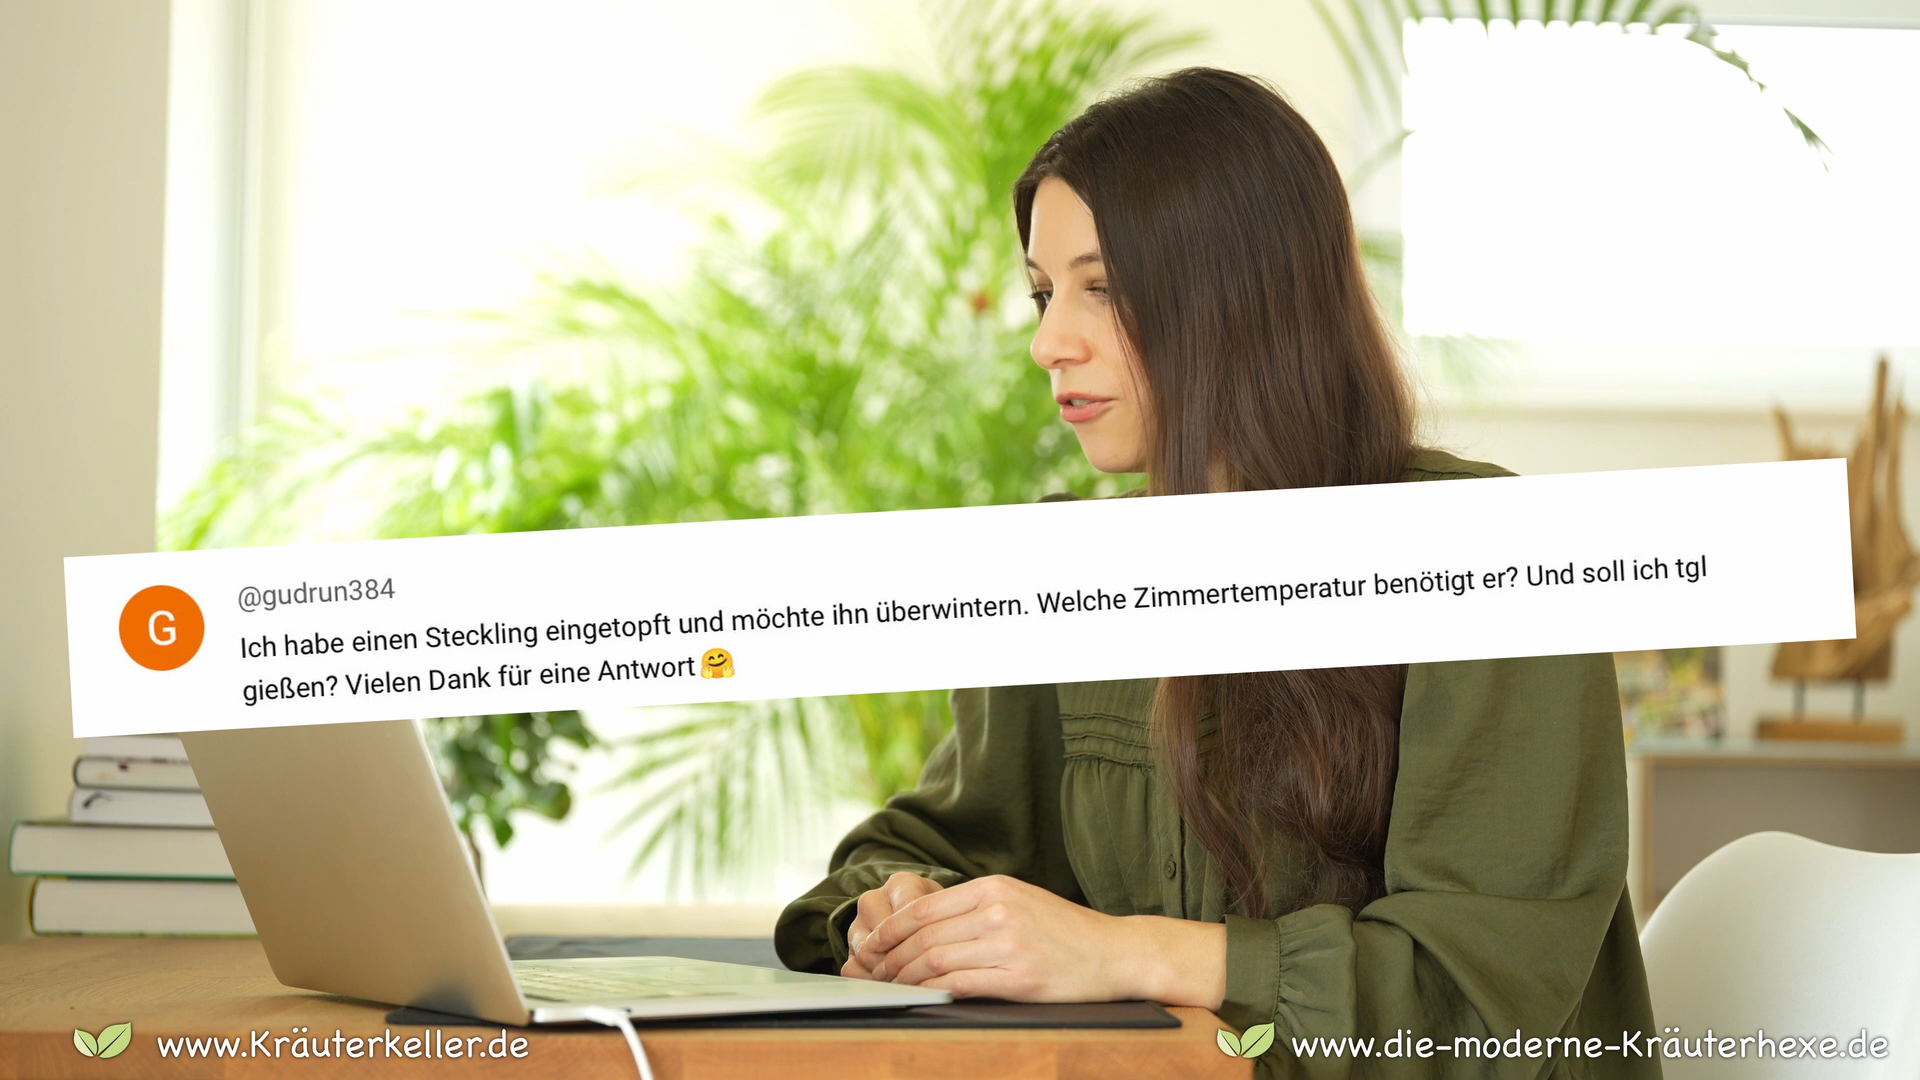 @gudrun384
Ich habe einen Steckling eingetopft und möchte ihn überwintern. Welche Zimmertemperatur benötigt er? Und soll ich tgl
gießen? Vielen Dank für eine Antwort🤗
G
www.Kräuterkeller.de
www.die-moderne-Kräuterhexe.de